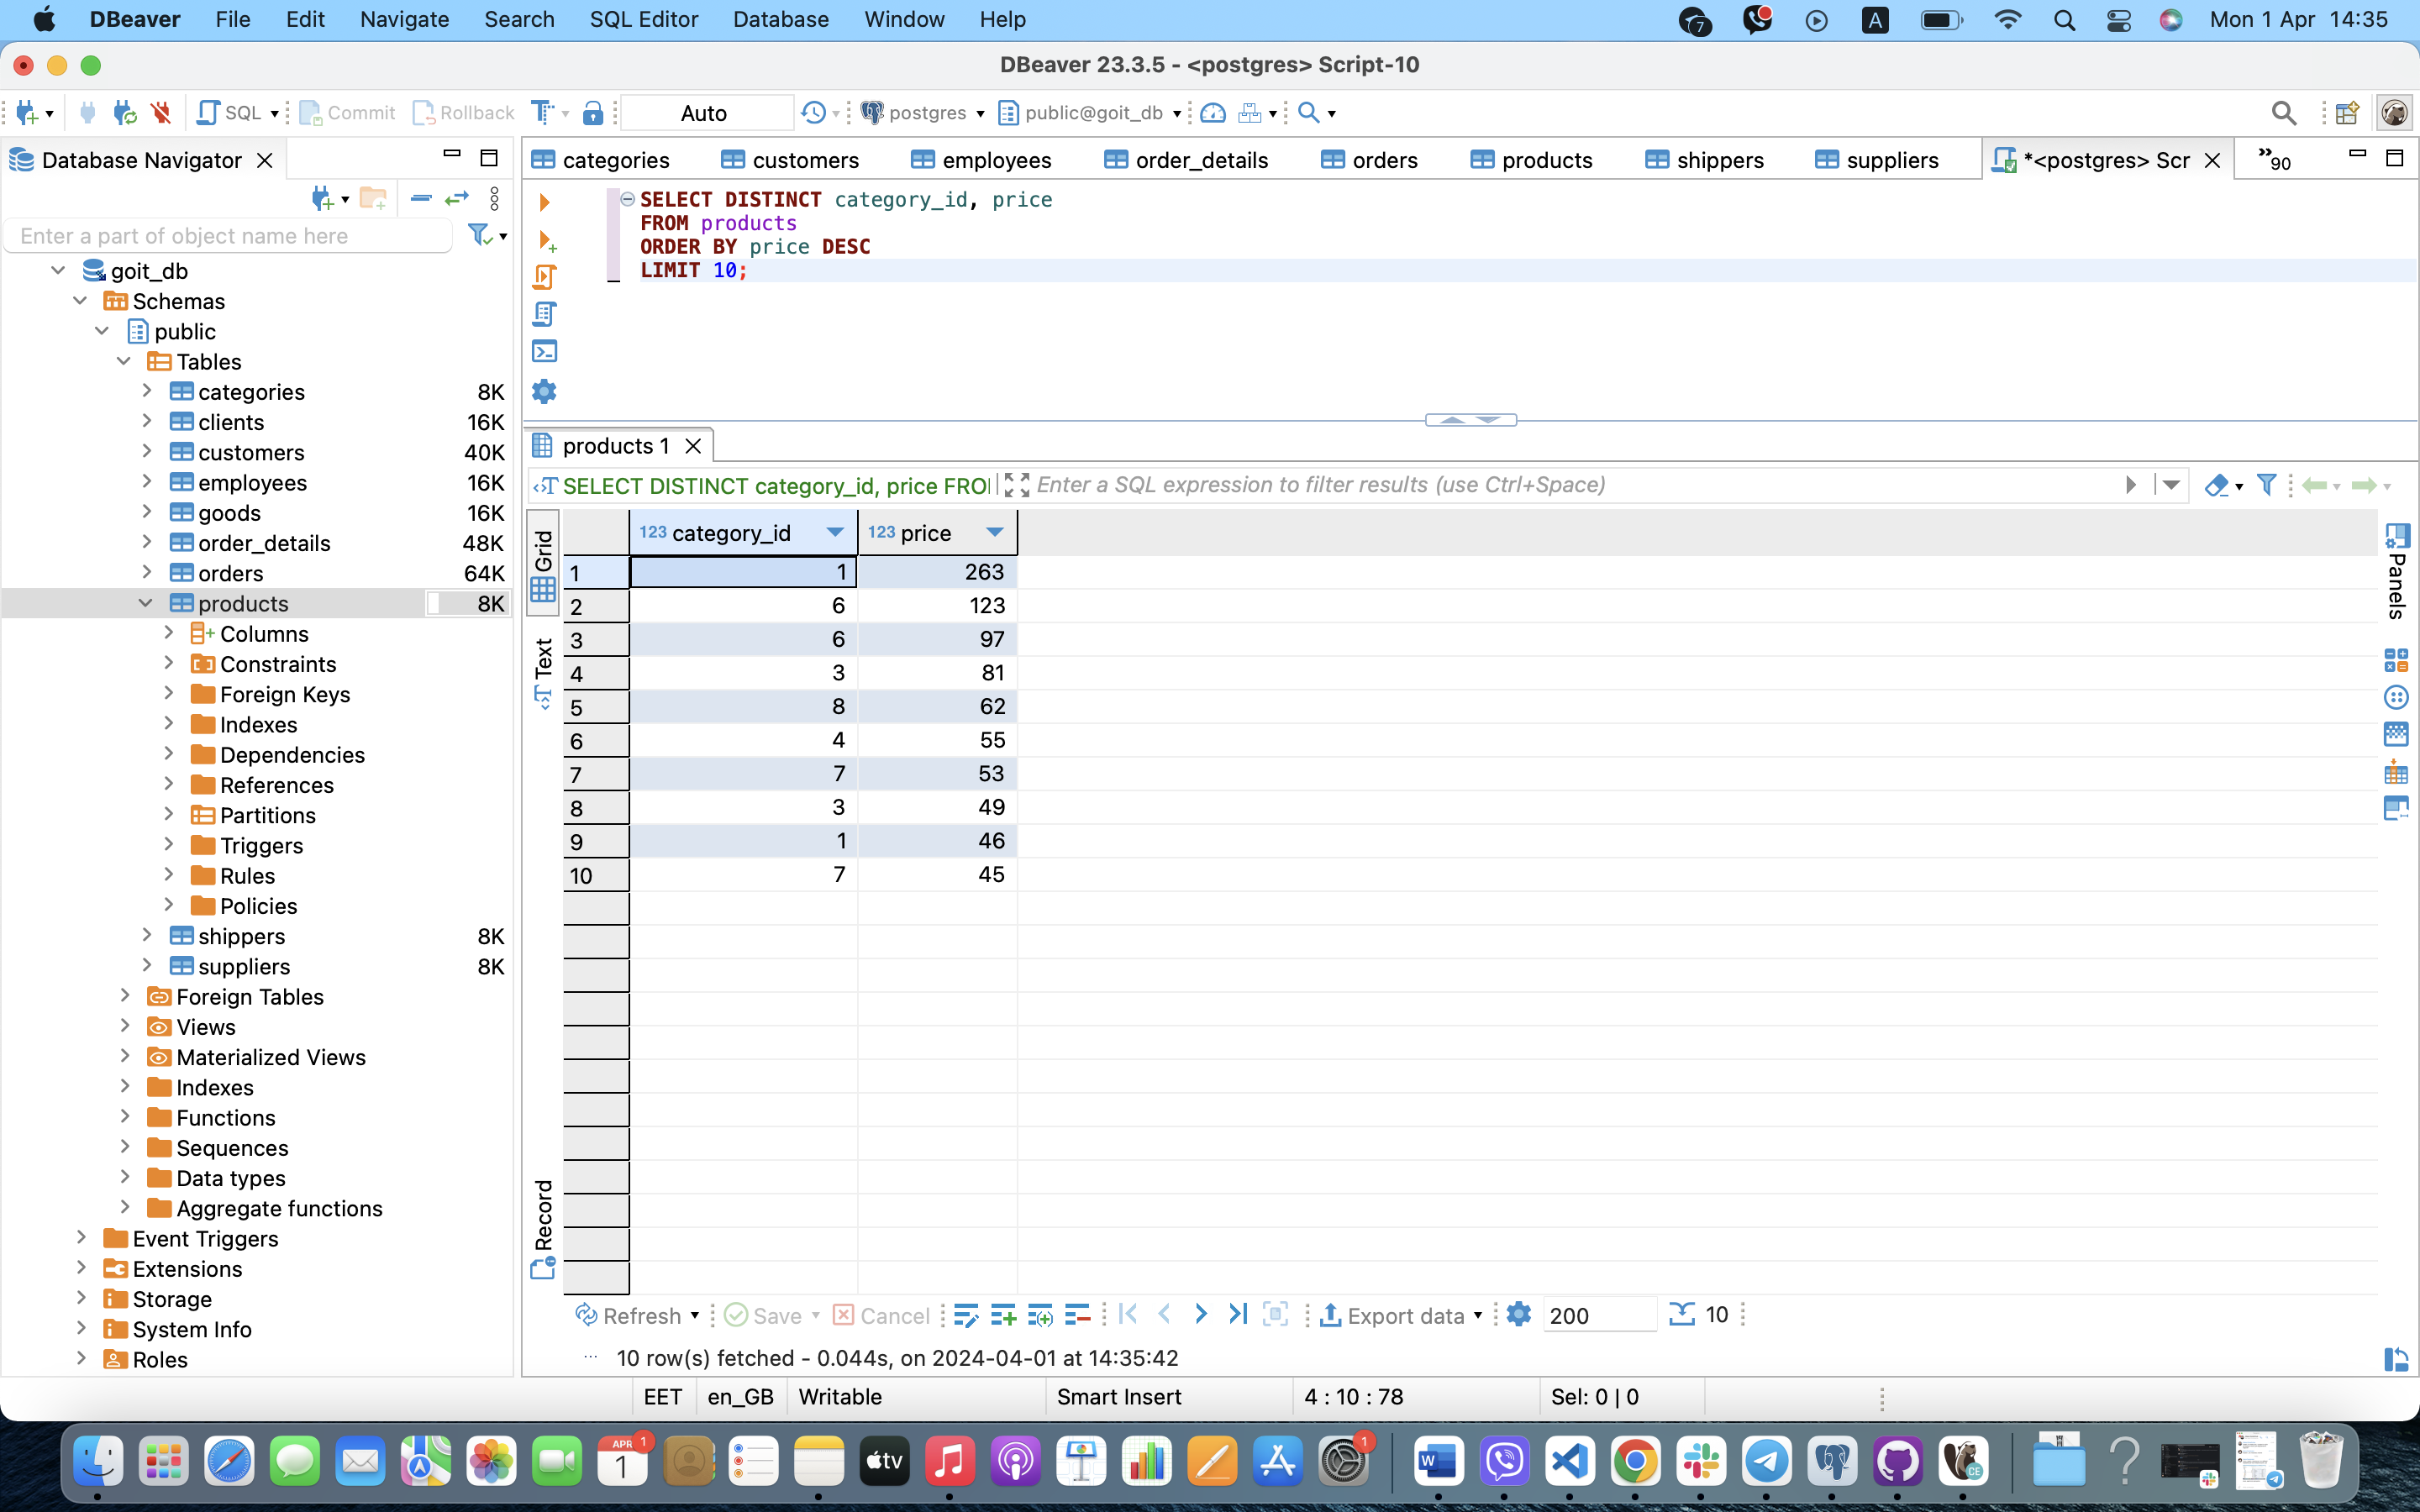 DBeaver File Edit Navigate Search SQL Editor Database Window Help 7 A Mon 1 Apr 14:35
DBeaver 23.3.5 - <postgres> Script-10
SQL Commit Rollback Auto postgres public@goit_db
Database Navigator
Enter a part of object name here
goit_db
Schemas
public
Tables
categories 8K
clients 16K
customers 40K
employees 16K
goods 16K
order_details 48K
orders 64K
products 8K
Columns
Constraints
Foreign Keys
Indexes
Dependencies
References
Partitions
Triggers
Rules
Policies
shippers 8K
suppliers 8K
Foreign Tables
Views
Materialized Views
Indexes
Functions
Sequences
Data types
Aggregate functions
Event Triggers
Extensions
Storage
System Info
Roles
categories customers employees order_details orders products shippers suppliers *<postgres> Scr »90
SELECT DISTINCT category_id, price
FROM products
ORDER BY price DESC
LIMIT 10;
products 1
SELECT DISTINCT category_id, price FROI Enter a SQL expression to filter results (use Ctrl+Space)
Grid
Text
Record
Panels
123 category_id 123 price
1 1 263
2 6 123
3 6 97
4 3 81
5 8 62
6 4 55
7 7 53
8 3 49
9 1 46
10 7 45
Refresh Save Cancel Export data 200 10
10 row(s) fetched - 0.044s, on 2024-04-01 at 14:35:42
EET en_GB Writable Smart Insert 4 : 10 : 78 Sel: 0 | 0
APR 1
1
tv
1
W
CE